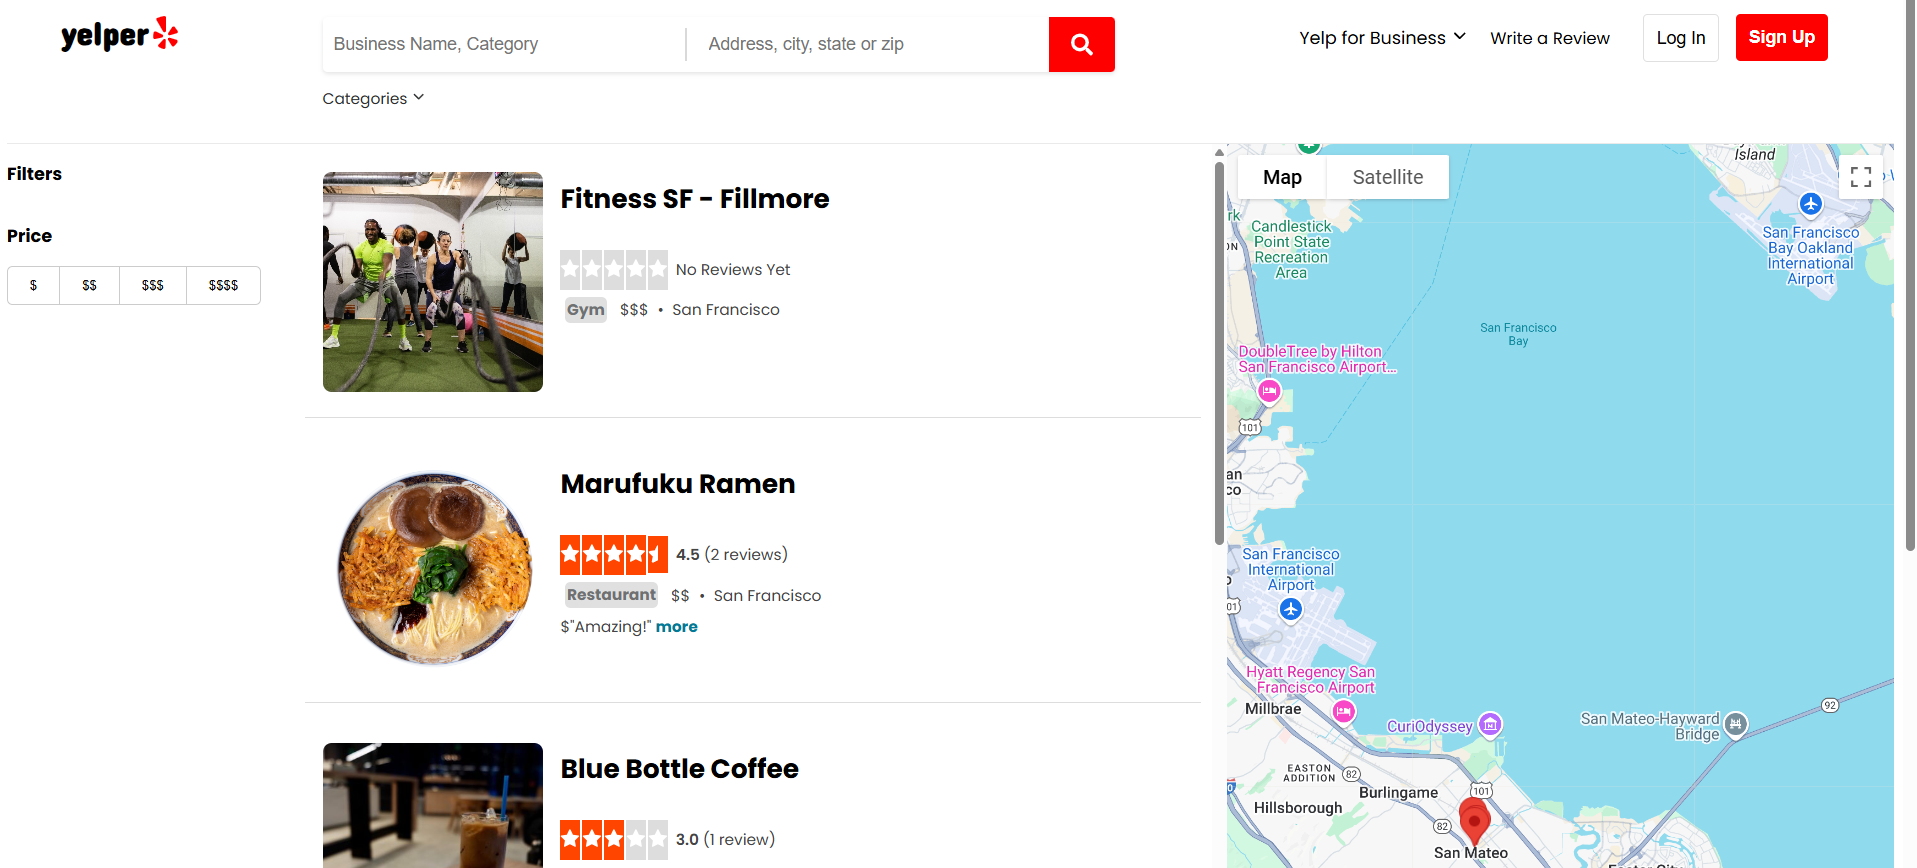 yelper
Business Name, Category
Address, city, state or zip
Yelp for Business
Write a Review
Log In
Sign Up
Categories
Filters
Price
$
$$
$$$
$$$$
Fitness SF - Fillmore
No Reviews Yet
Gym $$$ • San Francisco
Marufuku Ramen
4.5 (2 reviews)
Restaurant $$ • San Francisco
$"Amazing!" more
Blue Bottle Coffee
3.0 (1 review)
Map
Satellite
Island
Candlestick
Point State
Recreation
Area
San Francisco
Bay Oakland
International
Airport
San Francisco
Bay
DoubleTree by Hilton
San Francisco Airport...
101
San Francisco
International
Airport
Hyatt Regency San
Francisco Airport
Millbrae
CuriOdyssey
San Mateo-Hayward
Bridge
92
EASTON
ADDITION
82
Burlingame
101
Hillsborough
82
San Mateo